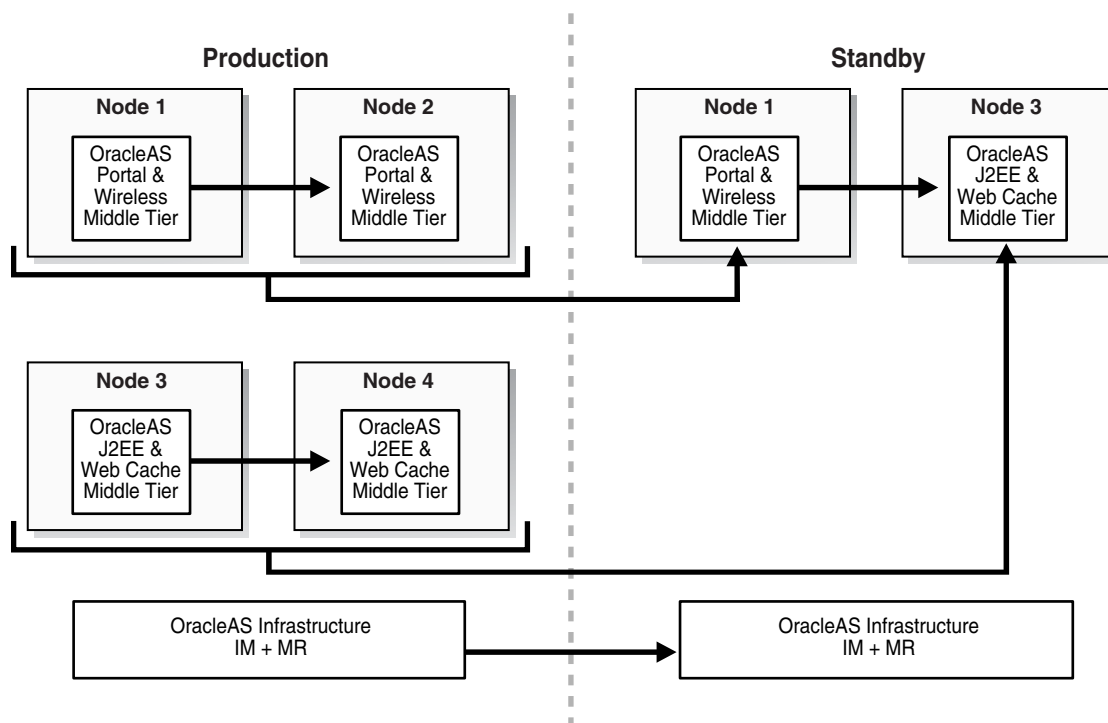 Production
Standby
Node 1
OracleAS
Portal &
Wireless
Middle Tier
Node 2
OracleAS
Portal &
Wireless
Middle Tier
Node 1
OracleAS
Portal &
Wireless
Middle Tier
Node 3
OracleAS
J2EE &
Web Cache
Middle Tier
Node 3
OracleAS
J2EE &
Web Cache
Middle Tier
Node 4
OracleAS
J2EE &
Web Cache
Middle Tier
OracleAS Infrastructure
IM + MR
OracleAS Infrastructure
IM + MR